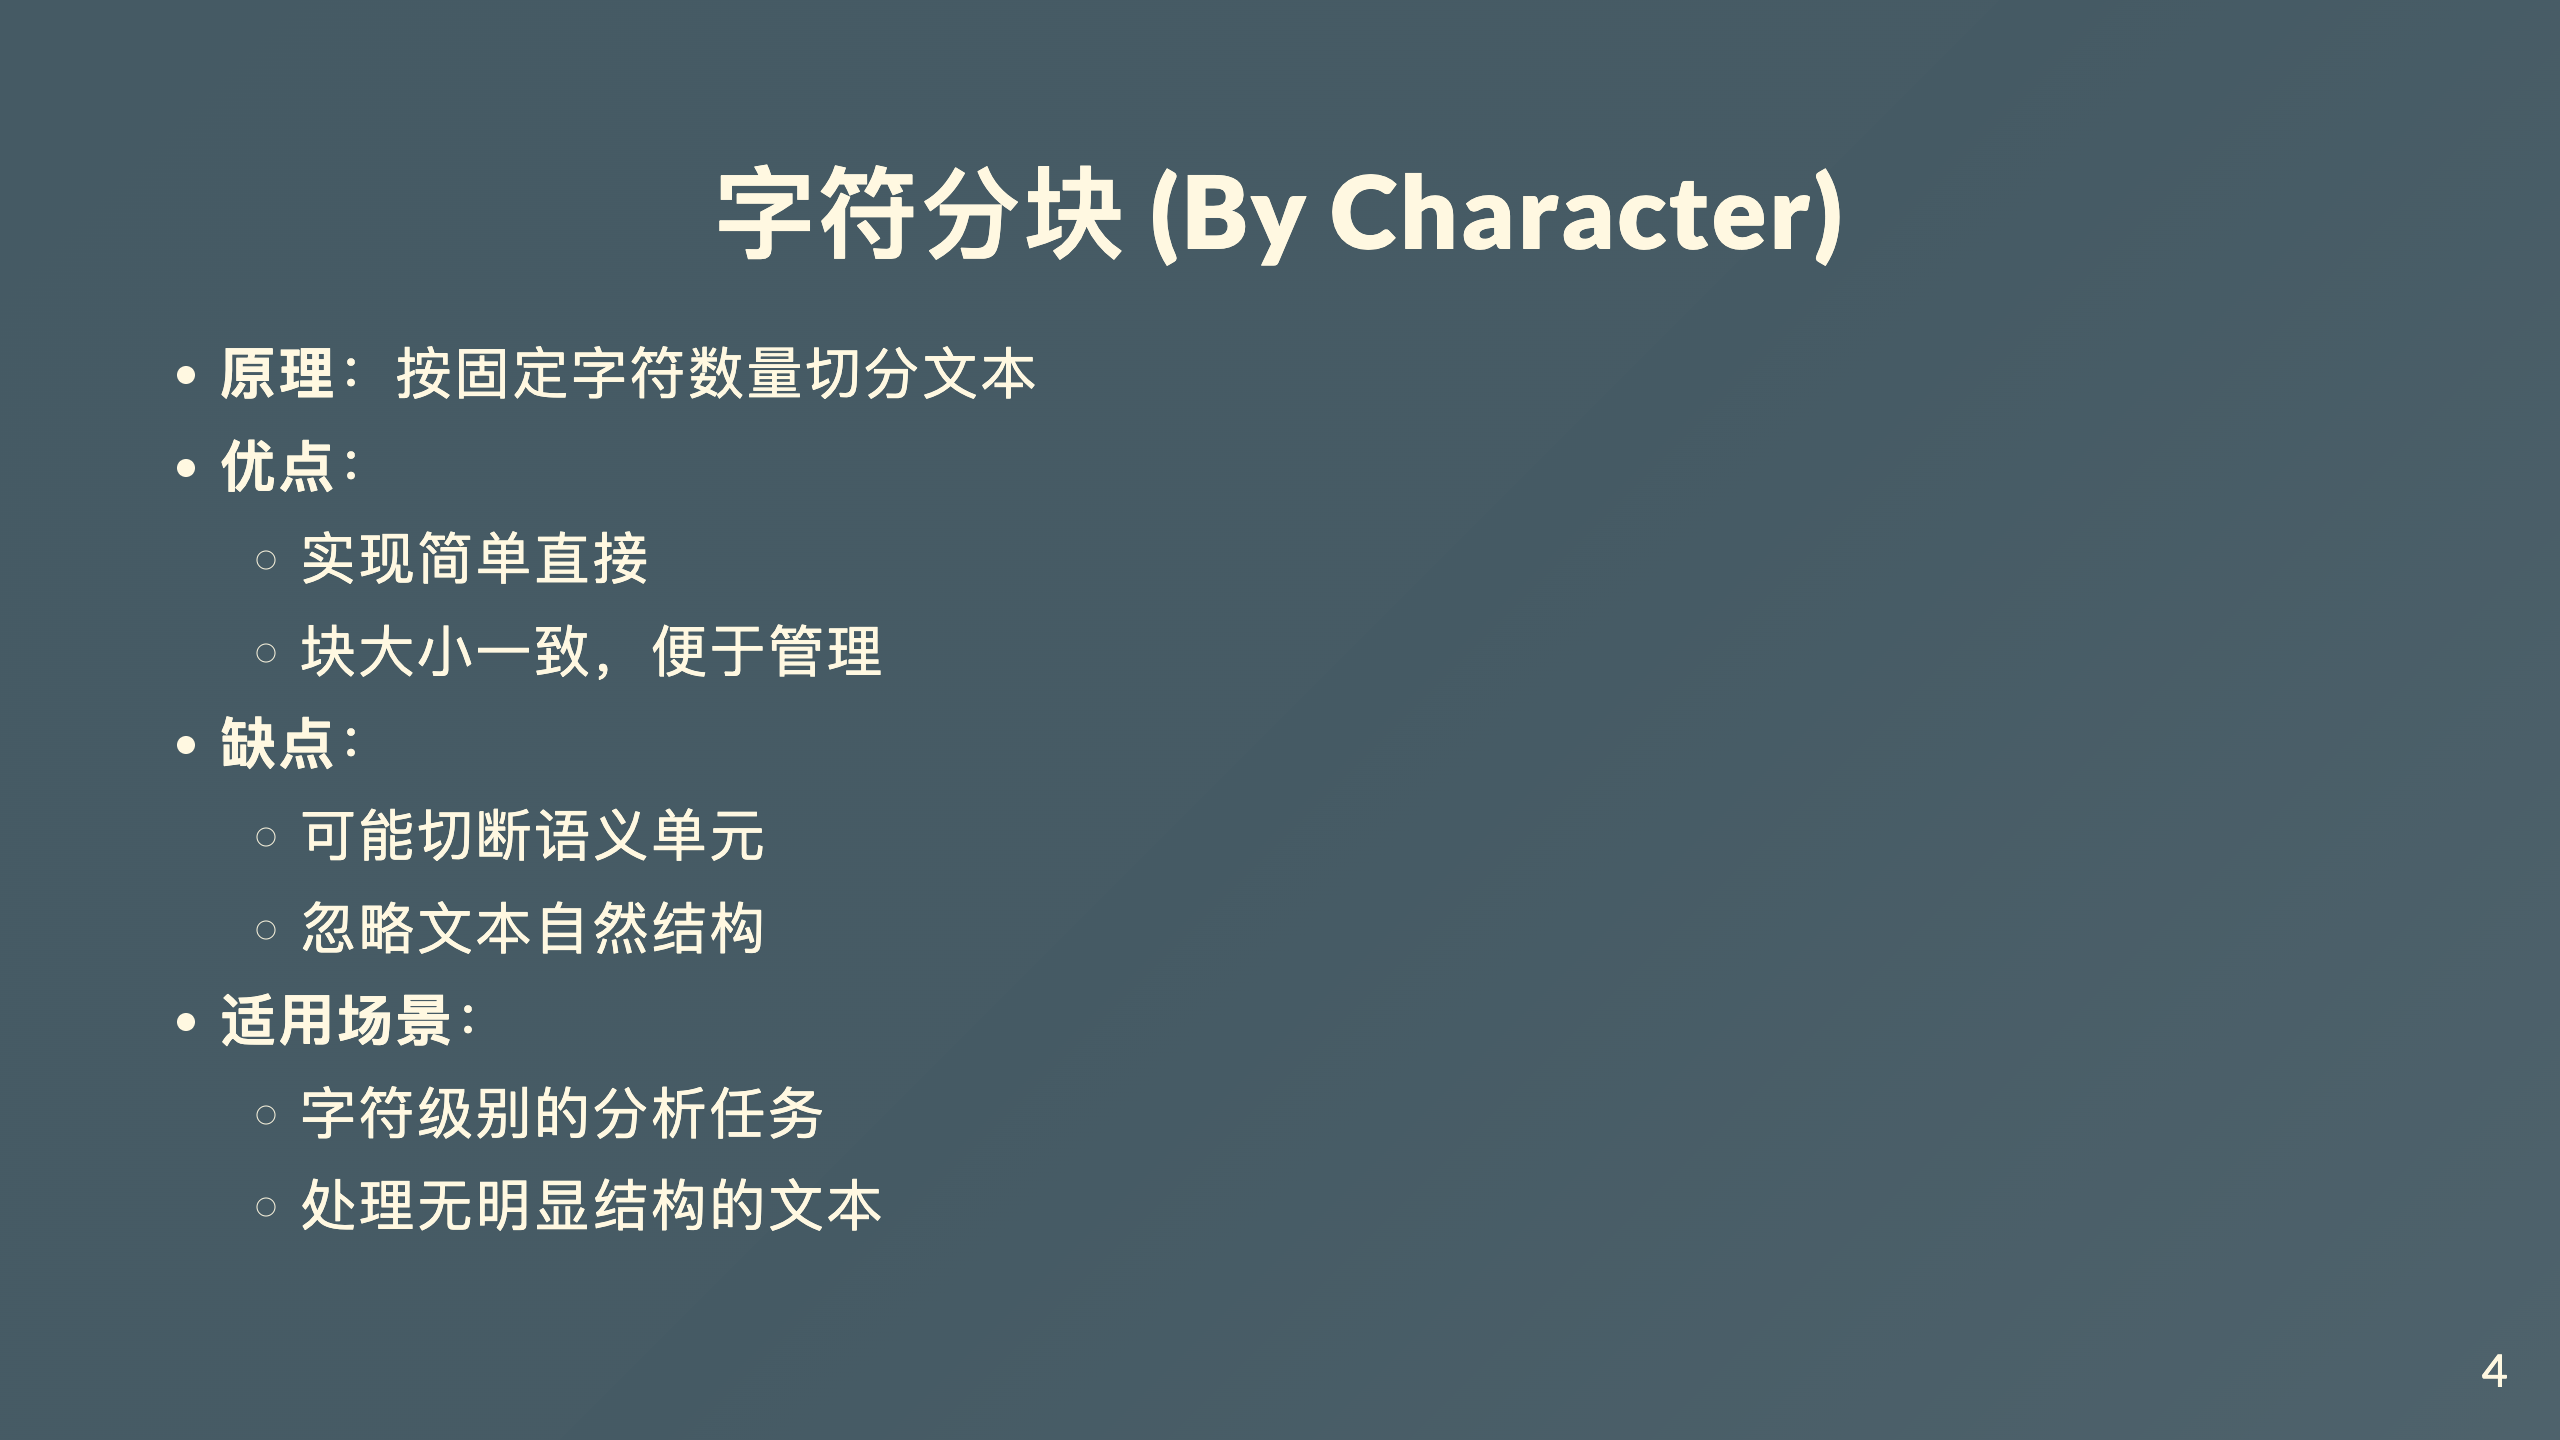 字符分块 (By Character)
原理：按固定字符数量切分文本
优点：
实现简单直接
块大小一致，便于管理
缺点：
可能切断语义单元
忽略文本自然结构
适用场景：
字符级别的分析任务
处理无明显结构的文本
4